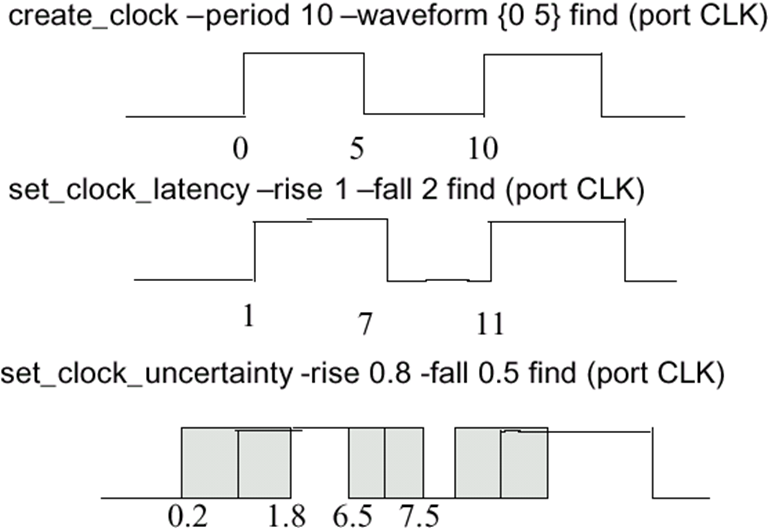 create_clock –period 10 –waveform {0 5} find (port CLK)
0 5 10
set_clock_latency –rise 1 –fall 2 find (port CLK)
1 7 11
set_clock_uncertainty -rise 0.8 -fall 0.5 find (port CLK)
0.2 1.8 6.5 7.5